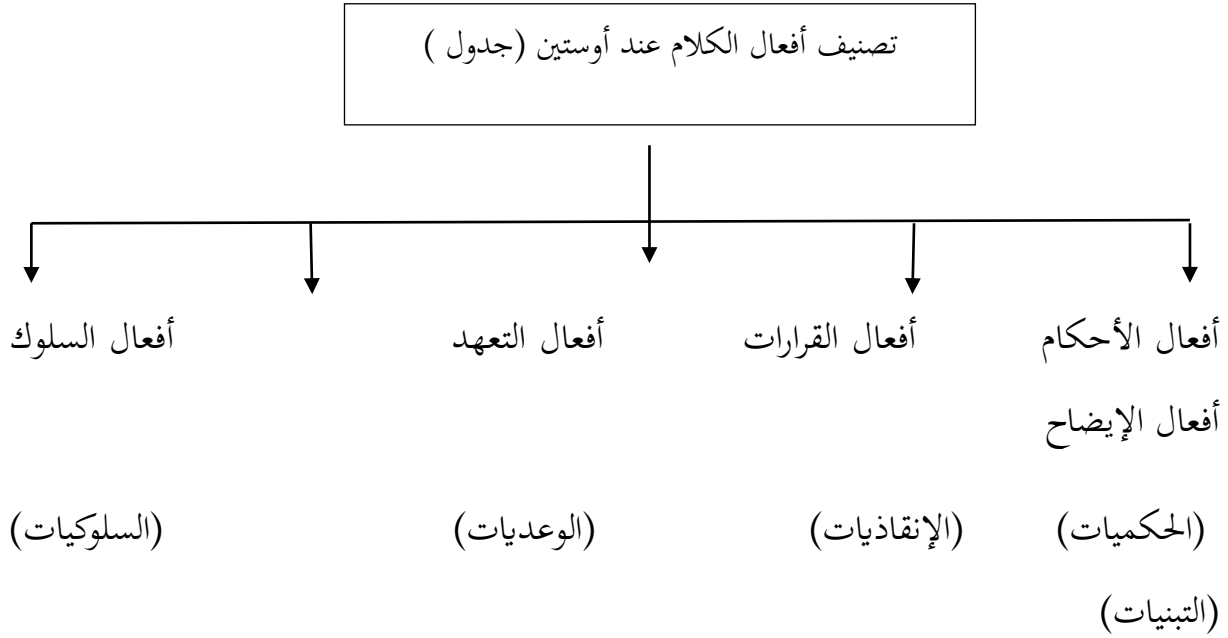 تصنيف أفعال الكلام عند أوستين (جدول )
أفعال الأحكام أفعال القرارات أفعال التعهد أفعال السلوك
أفعال الإيضاح
(الحكميات) (الإنقاذيات) (الوعديات) (السلوكيات)
(التبنيات)